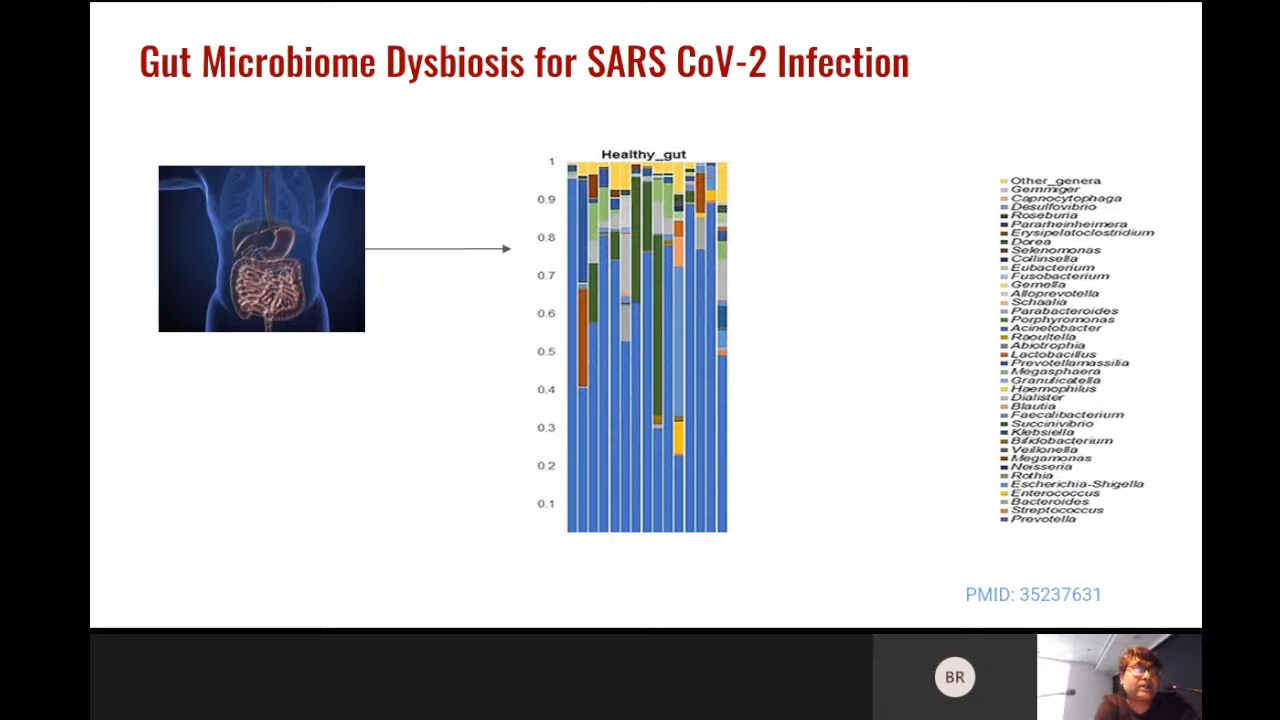 Gut Microbiome Dysbiosis for SARS CoV-2 Infection
Healthy_gut
1
0.9
0.8
0.7
0.6
0.5
0.4
0.3
0.2
0.1
Other_genera
Gemmiger
Capnocytophaga
Desulfovibrio
Roseburia
Pararheinheimera
Erysipelatoclostridium
Dorea
Selenomonas
Collinsella
Eubacterium
Fusobacterium
Gemella
Alloprevotella
Schaalia
Parabacteroides
Porphyromonas
Acinetobacter
Raoultella
Abiotrophia
Lactobacillus
Prevotellamassilia
Megasphaera
Granulicatella
Haemophilus
Dialister
Blautia
Faecalibacterium
Succinivibrio
Klebsiella
Bifidobacterium
Veillonella
Megamonas
Neisseria
Rothia
Escherichia-Shigella
Enterococcus
Bacteroides
Streptococcus
Prevotella
PMID: 35237631
BR